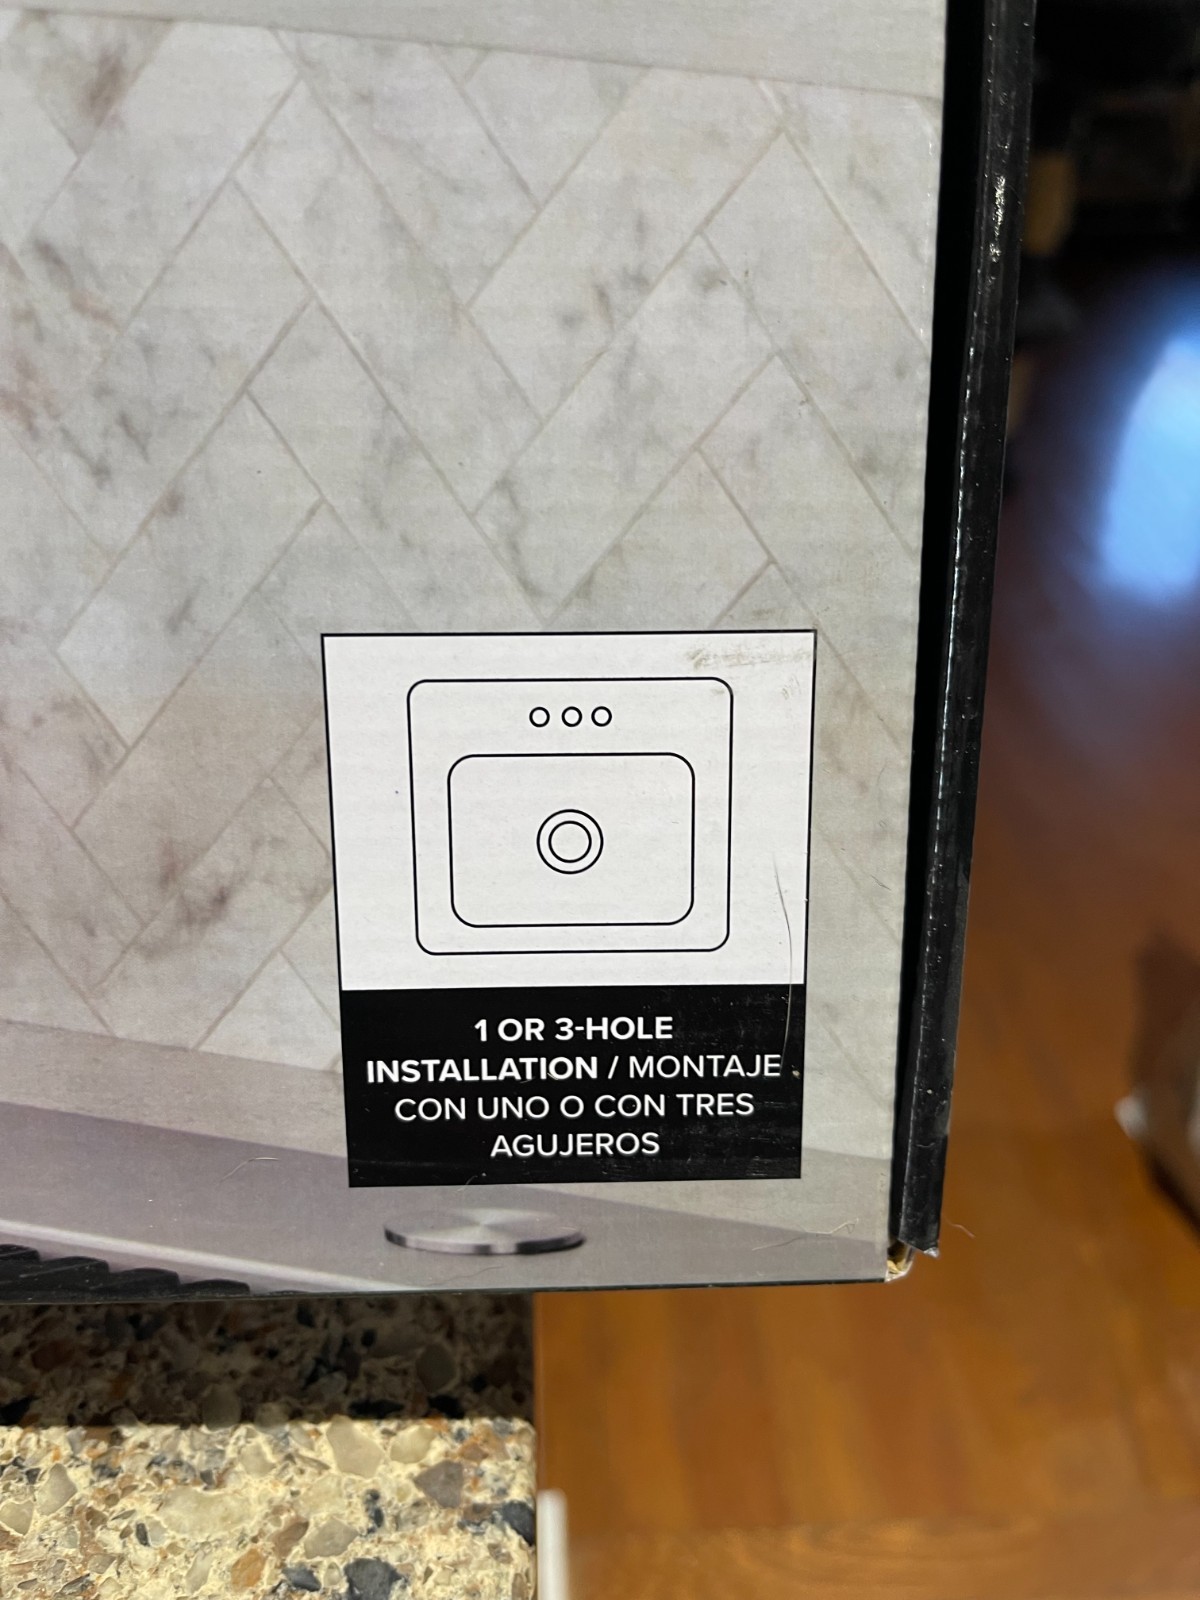 1 OR 3-HOLE
INSTALLATION / MONTAJE
CON UNO O CON TRES
AGUJEROS